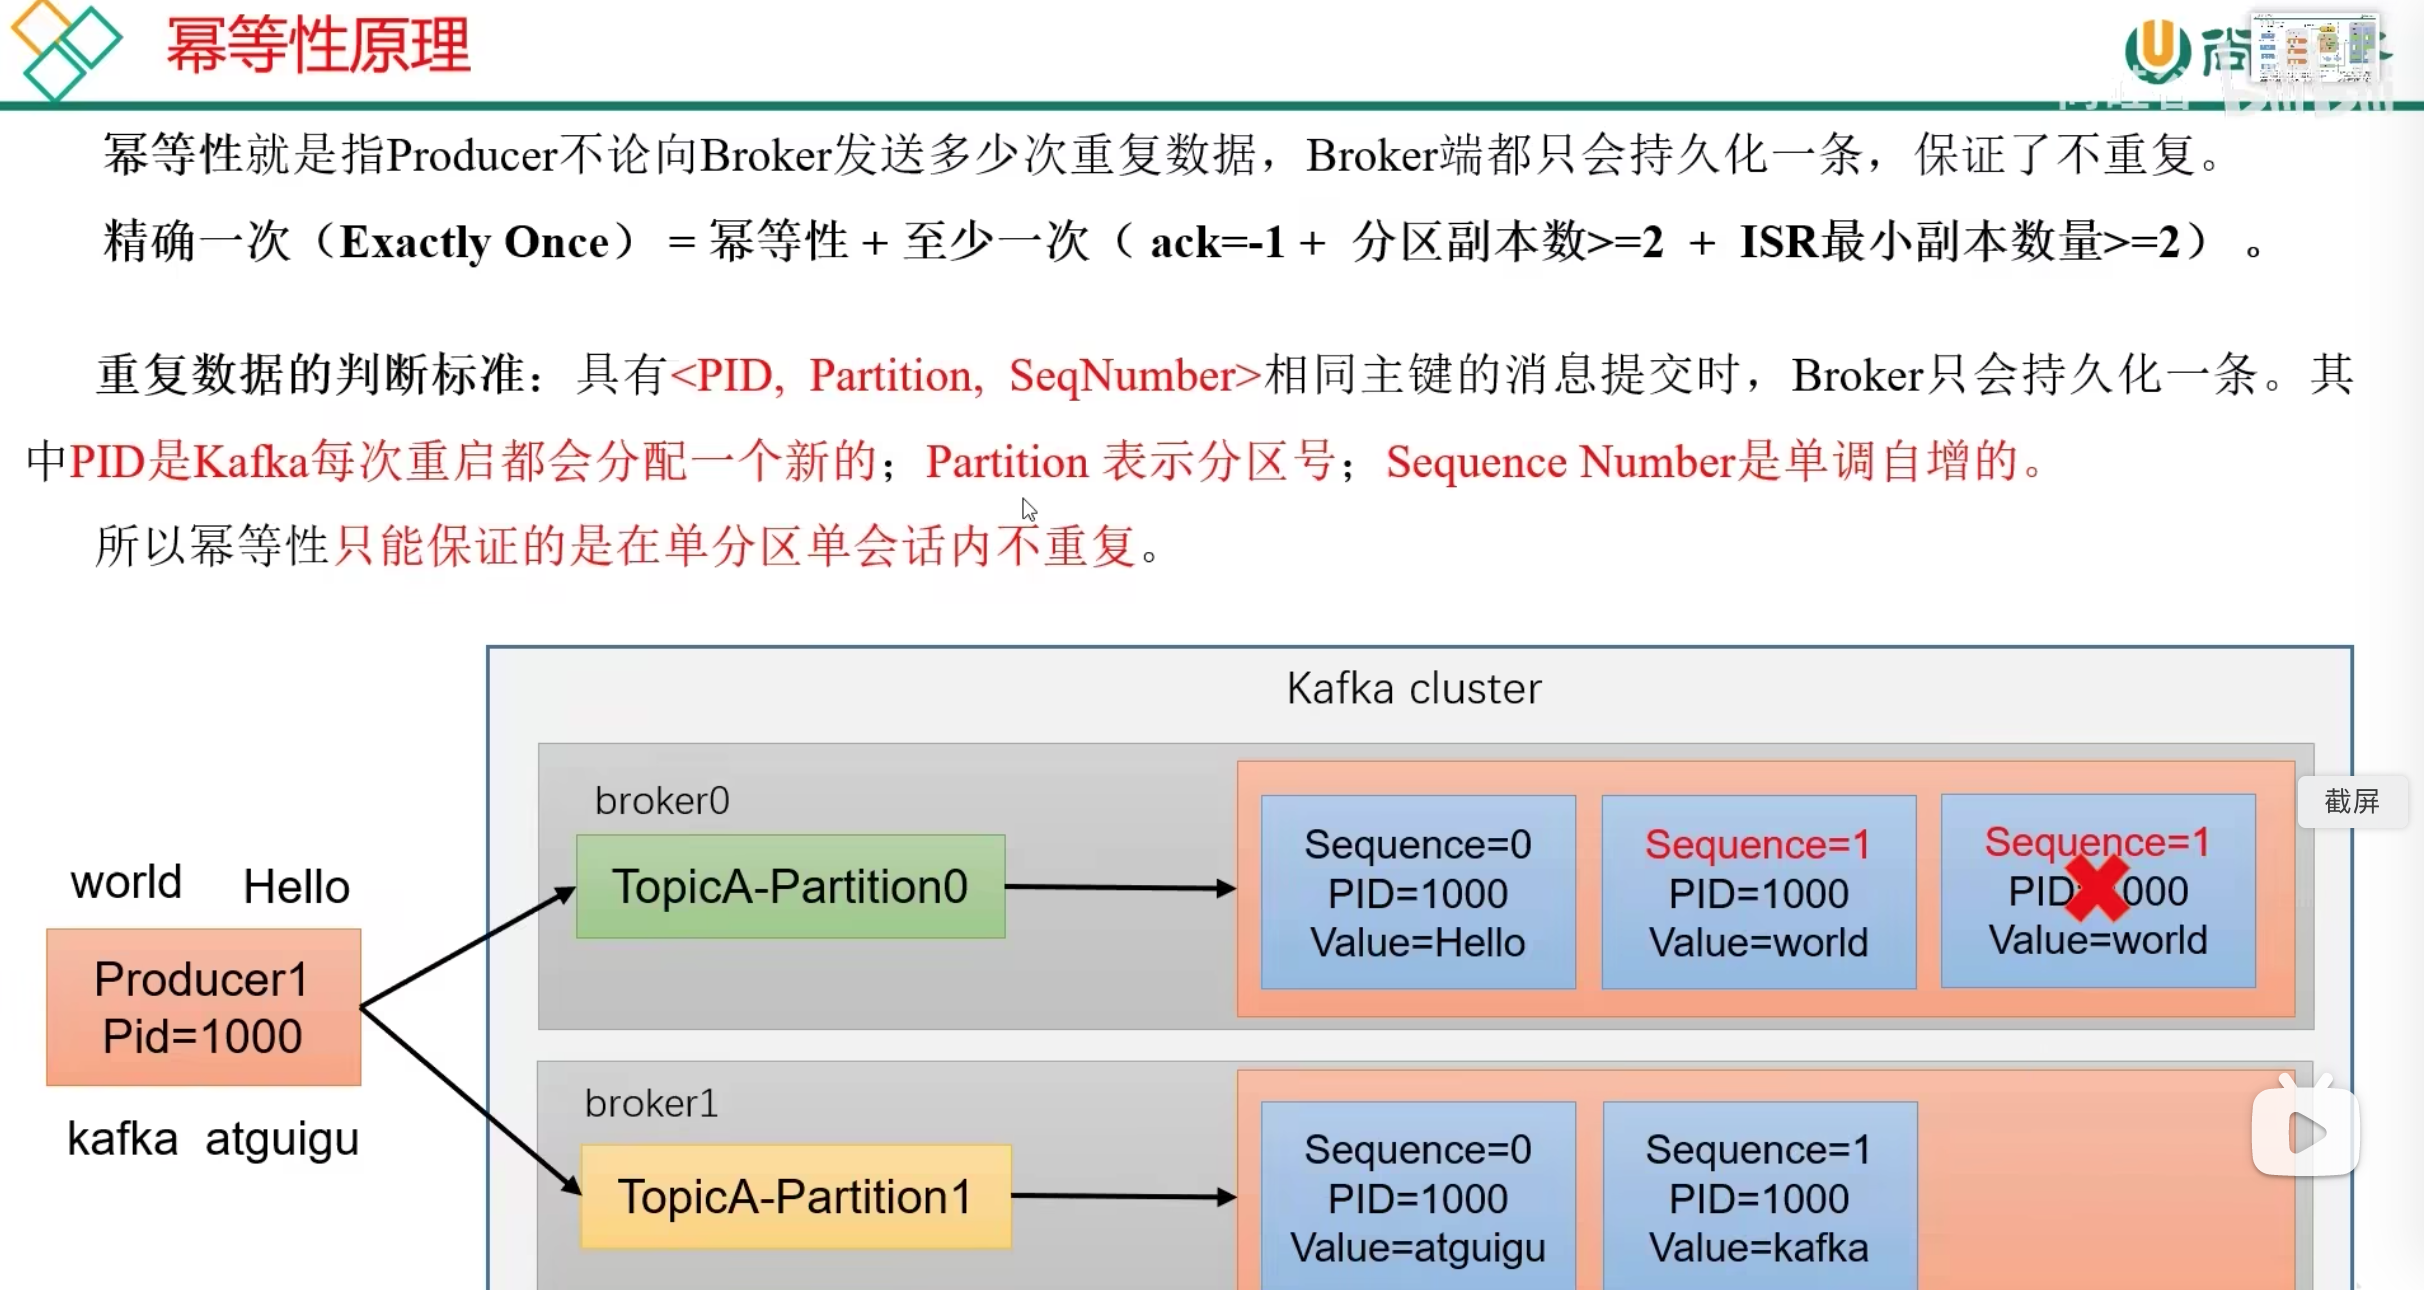 幂等性原理
尚
幂等性就是指Producer不论向Broker发送多少次重复数据，Broker端都只会持久化一条，保证了不重复。
精确一次（Exactly Once） = 幂等性 + 至少一次（ ack=-1 + 分区副本数>=2 + ISR最小副本数量>=2） 。
重复数据的判断标准：具有<PID, Partition, SeqNumber>相同主键的消息提交时，Broker只会持久化一条。其
中PID是Kafka每次重启都会分配一个新的；Partition 表示分区号；Sequence Number是单调自增的。
所以幂等性只能保证的是在单分区单会话内不重复。
Kafka cluster
broker0
TopicA-Partition0
Sequence=0
PID=1000
Value=Hello
Sequence=1
PID=1000
Value=world
Sequence=1
PID 000
Value=world
截屏
world Hello
Producer1
Pid=1000
kafka atguigu
broker1
TopicA-Partition1
Sequence=0
PID=1000
Value=atguigu
Sequence=1
PID=1000
Value=kafka